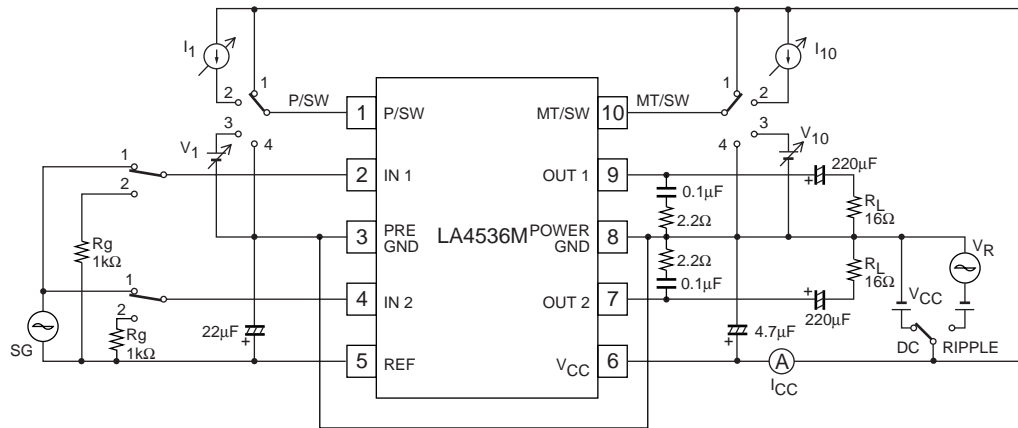 I1
I10
1
2
P/SW
3
V1
4
1
P/SW
10
MT/SW
MT/SW
1
2
3
V10
4
1
2
2
IN 1
OUT 1
9
0.1μF
2.2Ω
220μF
+
RL
16Ω
Rg
1kΩ
3
PRE
GND
LA4536M
POWER
GND
8
2.2Ω
0.1μF
RL
16Ω
VR
1
2
4
IN 2
OUT 2
7
+
220μF
VCC
SG
Rg
1kΩ
22μF
+
4.7μF
+
DC
RIPPLE
5
REF
VCC
6
A
ICC